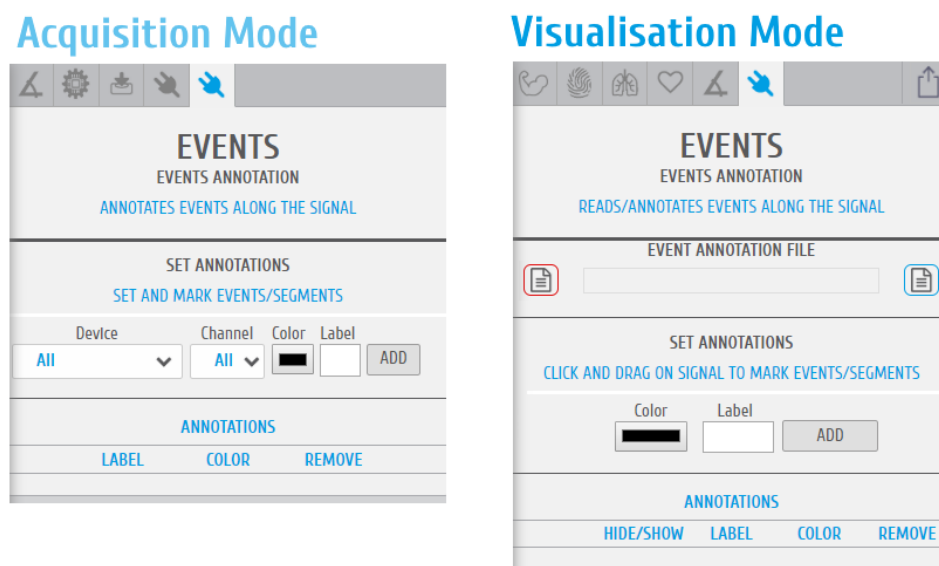 Acquisition Mode
EVENTS
EVENTS ANNOTATION
ANNOTATES EVENTS ALONG THE SIGNAL
SET ANNOTATIONS
SET AND MARK EVENTS/SEGMENTS
Device Channel Color Label
All All ADD
ANNOTATIONS
LABEL COLOR REMOVE
Visualisation Mode
EVENTS
EVENTS ANNOTATION
READS/ANNOTATES EVENTS ALONG THE SIGNAL
EVENT ANNOTATION FILE
SET ANNOTATIONS
CLICK AND DRAG ON SIGNAL TO MARK EVENTS/SEGMENTS
Color Label
ADD
ANNOTATIONS
HIDE/SHOW LABEL COLOR REMOVE